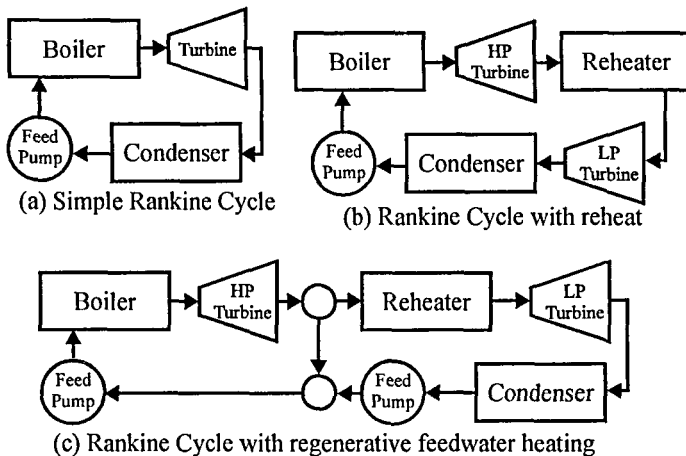 Boiler
Turbine
Feed
Pump
Condenser
(a) Simple Rankine Cycle
Boiler
HP
Turbine
Reheater
Feed
Pump
Condenser
LP
Turbine
(b) Rankine Cycle with reheat
Boiler
HP
Turbine
Reheater
LP
Turbine
Feed
Pump
Feed
Pump
Condenser
(c) Rankine Cycle with regenerative feedwater heating